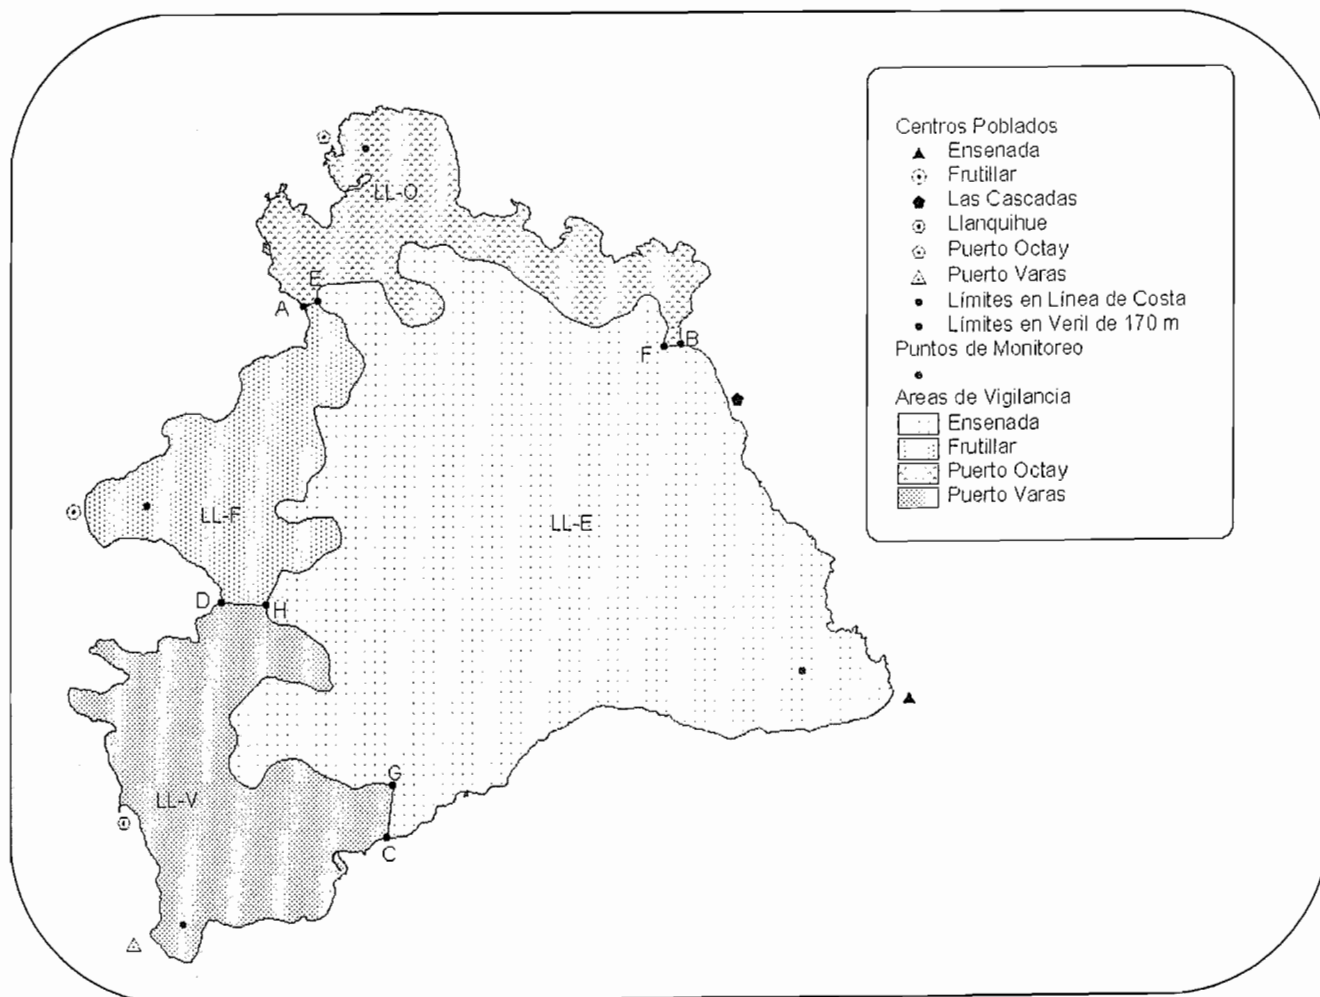 Centros Poblados
Ensenada
Frutillar
Las Cascadas
Llanquihue
Puerto Octay
Puerto Varas
Límites en Línea de Costa
Límites en Veril de 170 m
Puntos de Monitoreo
Areas de Vigilancia
Ensenada
Frutillar
Puerto Octay
Puerto Varas
LL-O
E
A
F
B
LL-F
LL-E
D
H
G
LL-V
C